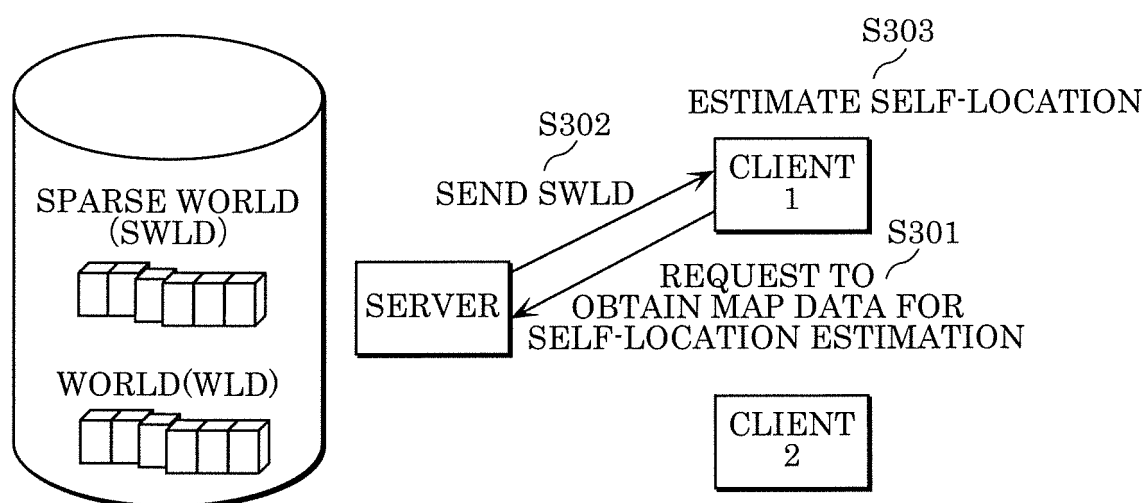 S303
ESTIMATE SELF-LOCATION
S302
SEND SWLD
CLIENT
1
SPARSE WORLD
(SWLD)
S301
REQUEST TO
OBTAIN MAP DATA FOR
SELF-LOCATION ESTIMATION
SERVER
WORLD(WLD)
CLIENT
2